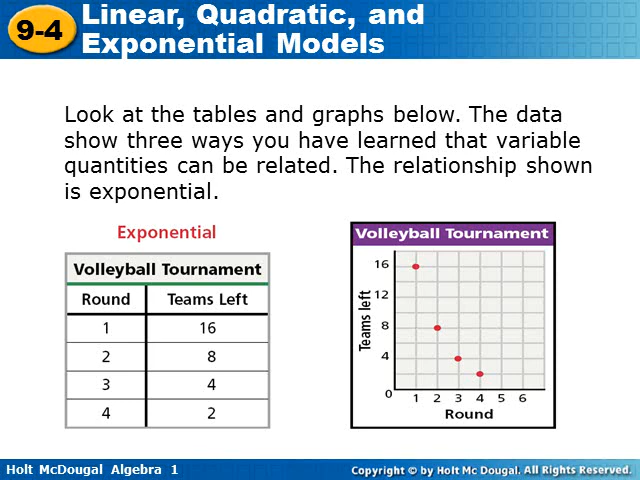 9-4
Linear, Quadratic, and
Exponential Models
Look at the tables and graphs below. The data
show three ways you have learned that variable
quantities can be related. The relationship shown
is exponential.
Exponential
Volleyball Tournament
Round Teams Left
1 16
2 8
3 4
4 2
Volleyball Tournament
Teams left
16
12
8
4
0
1 2 3 4 5 6
Round
Holt McDougal Algebra 1
Copyright © by Holt Mc Dougal. All Rights Reserved.